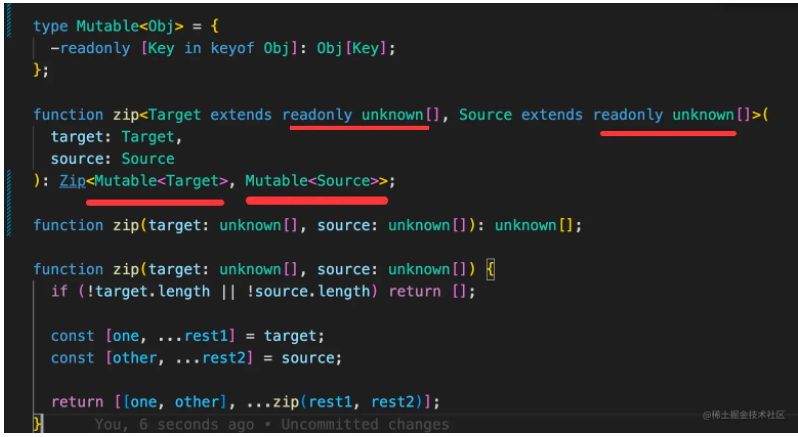 type Mutable<Obj> = {
  -readonly [Key in keyof Obj]: Obj[Key];
};

function zip<Target extends readonly unknown[], Source extends readonly unknown[]>(
  target: Target,
  source: Source
): Zip<Mutable<Target>, Mutable<Source>>;

function zip(target: unknown[], source: unknown[]): unknown[];

function zip(target: unknown[], source: unknown[]) {
  if (!target.length || !source.length) return [];

  const [one, ...rest1] = target;
  const [other, ...rest2] = source;

  return [[one, other], ...zip(rest1, rest2)];
} You, 6 seconds ago • Uncommitted changes
@稀土掘金技术社区